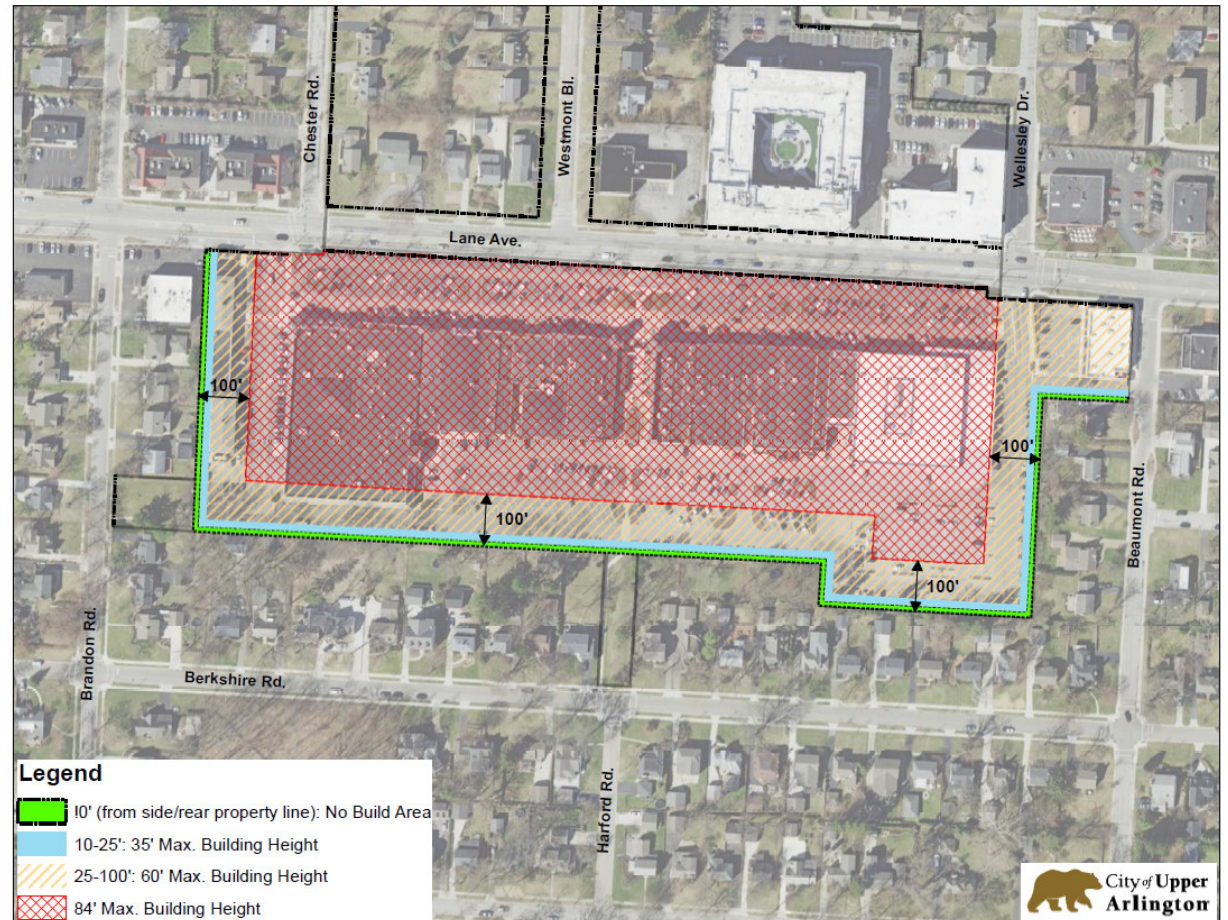 Chester Rd.
Westmont Bl.
Wellesley Dr.
Lane Ave.
100'
100'
100'
100'
Beaumont Rd.
Brandon Rd.
Berkshire Rd.
Harford Rd.
Legend
10' (from side/rear property line): No Build Area
10-25': 35' Max. Building Height
25-100': 60' Max. Building Height
84' Max. Building Height
City of Upper
Arlington